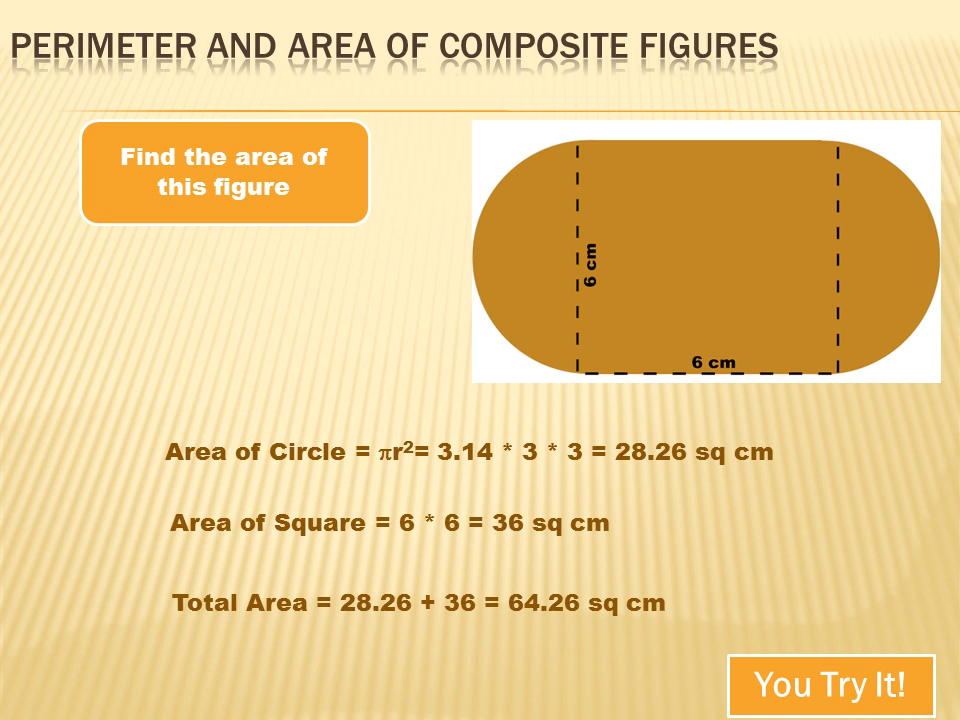 PERIMETER AND AREA OF COMPOSITE FIGURES
Find the area of
this figure
6 cm
6 cm
Area of Circle = πr²= 3.14 * 3 * 3 = 28.26 sq cm
Area of Square = 6 * 6 = 36 sq cm
Total Area = 28.26 + 36 = 64.26 sq cm
You Try It!